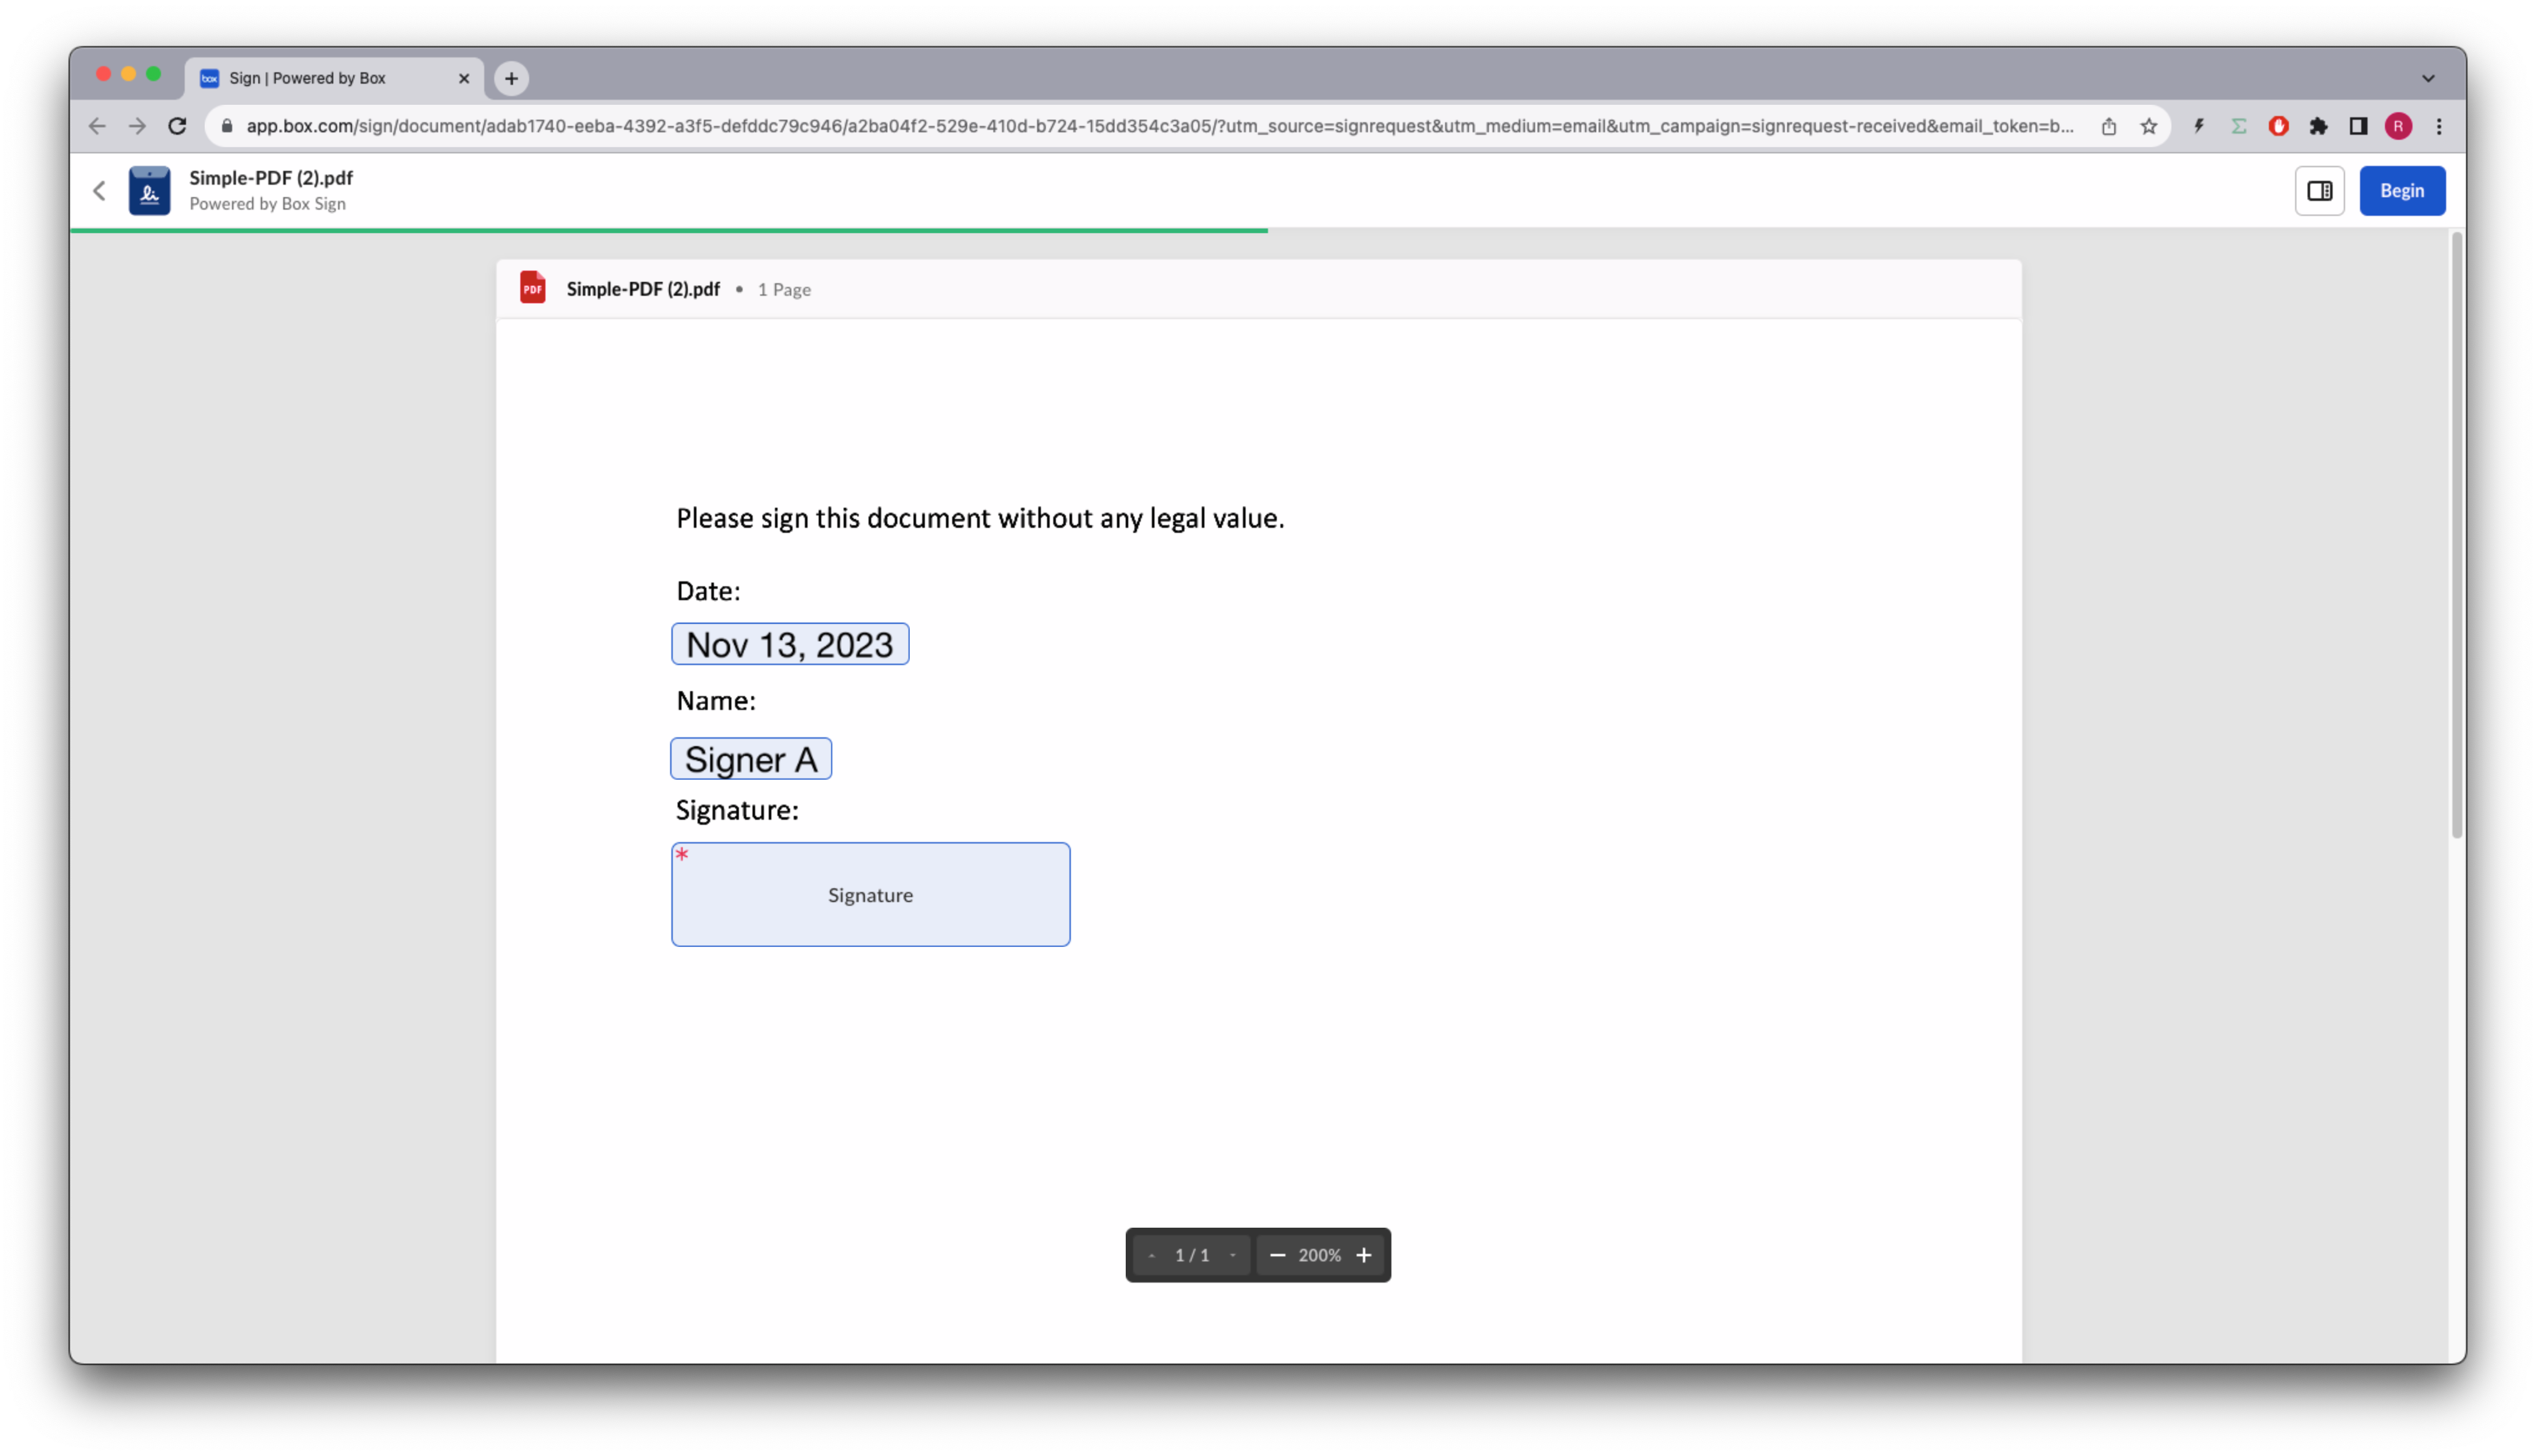 Sign | Powered by Box
app.box.com/sign/document/adab1740-eeba-4392-a3f5-defddc79c946/a2ba04f2-529e-410d-b724-15dd354c3a05/?utm_source=signrequest&utm_medium=email&utm_campaign=signrequest-received&email_token=b...
R
Simple-PDF (2).pdf
Powered by Box Sign
Begin
PDF Simple-PDF (2).pdf • 1 Page
Please sign this document without any legal value.
Date:
Nov 13, 2023
Name:
Signer A
Signature:
* Signature
1 / 1 200%